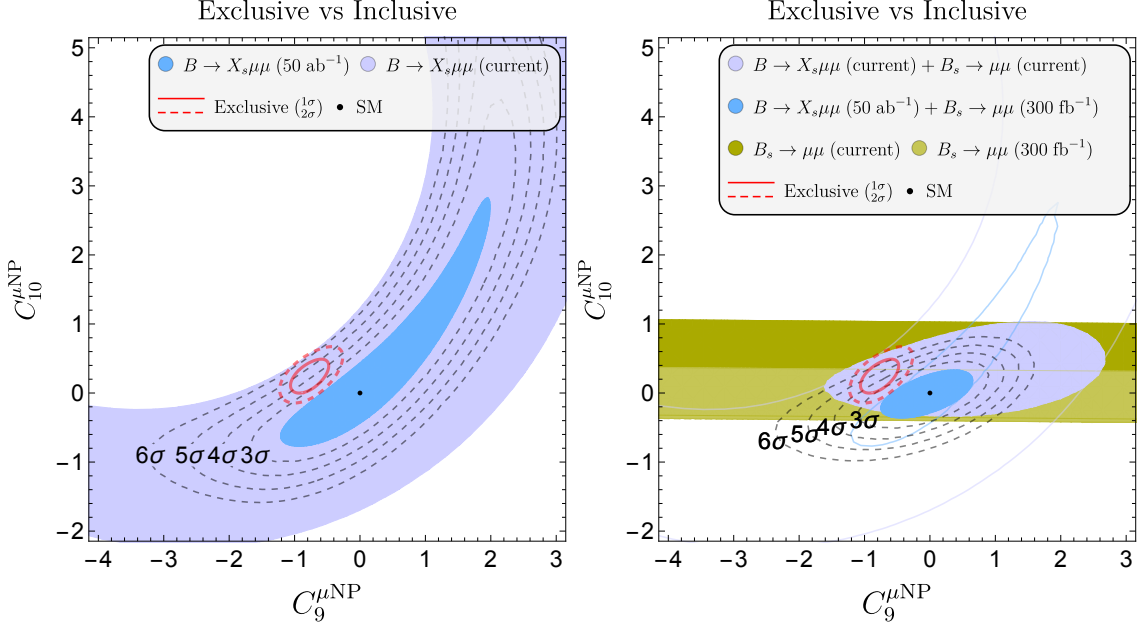 Exclusive vs Inclusive
B → X_sμμ (50 ab⁻¹) B → X_sμμ (current)
Exclusive (1σ 2σ) • SM
5
4
3
2
1
0
−1
−2
C₁₀^μNP
6σ 5σ 4σ 3σ
−4 −3 −2 −1 0 1 2 3
C₉^μNP
Exclusive vs Inclusive
B → X_sμμ (current) + B_s → μμ (current)
B → X_sμμ (50 ab⁻¹) + B_s → μμ (300 fb⁻¹)
B_s → μμ (current) B_s → μμ (300 fb⁻¹)
Exclusive (1σ 2σ) • SM
5
4
3
2
1
0
−1
−2
C₁₀^μNP
6σ 5σ 4σ 3σ
−4 −3 −2 −1 0 1 2 3
C₉^μNP